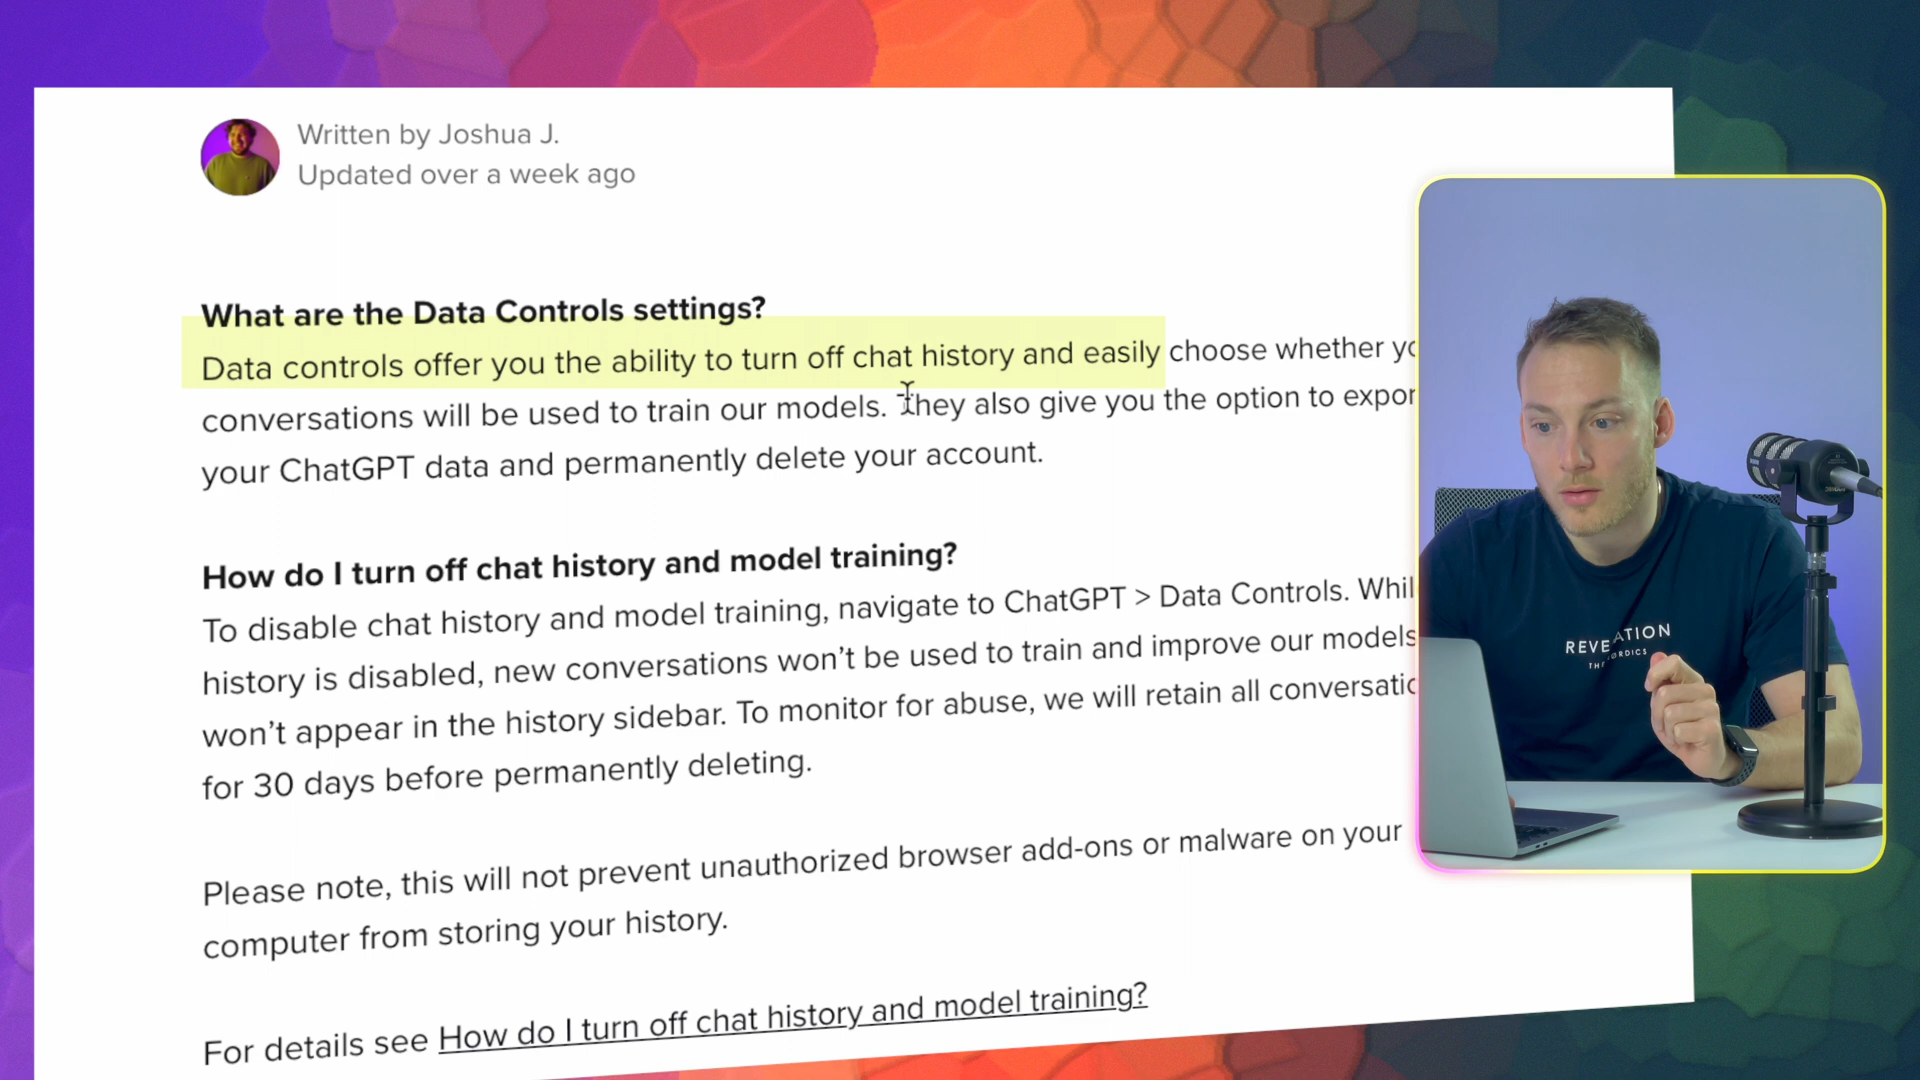 Written by Joshua J.
Updated over a week ago
What are the Data Controls settings?
Data controls offer you the ability to turn off chat history and easily choose whether yo
conversations will be used to train our models. They also give you the option to expor
your ChatGPT data and permanently delete your account.
How do I turn off chat history and model training?
To disable chat history and model training, navigate to ChatGPT > Data Controls. Whil
history is disabled, new conversations won't be used to train and improve our models
won't appear in the history sidebar. To monitor for abuse, we will retain all conversatio
for 30 days before permanently deleting.
Please note, this will not prevent unauthorized browser add-ons or malware on your
computer from storing your history.
For details see How do I turn off chat history and model training?
REVE ATION
TH ORDICS